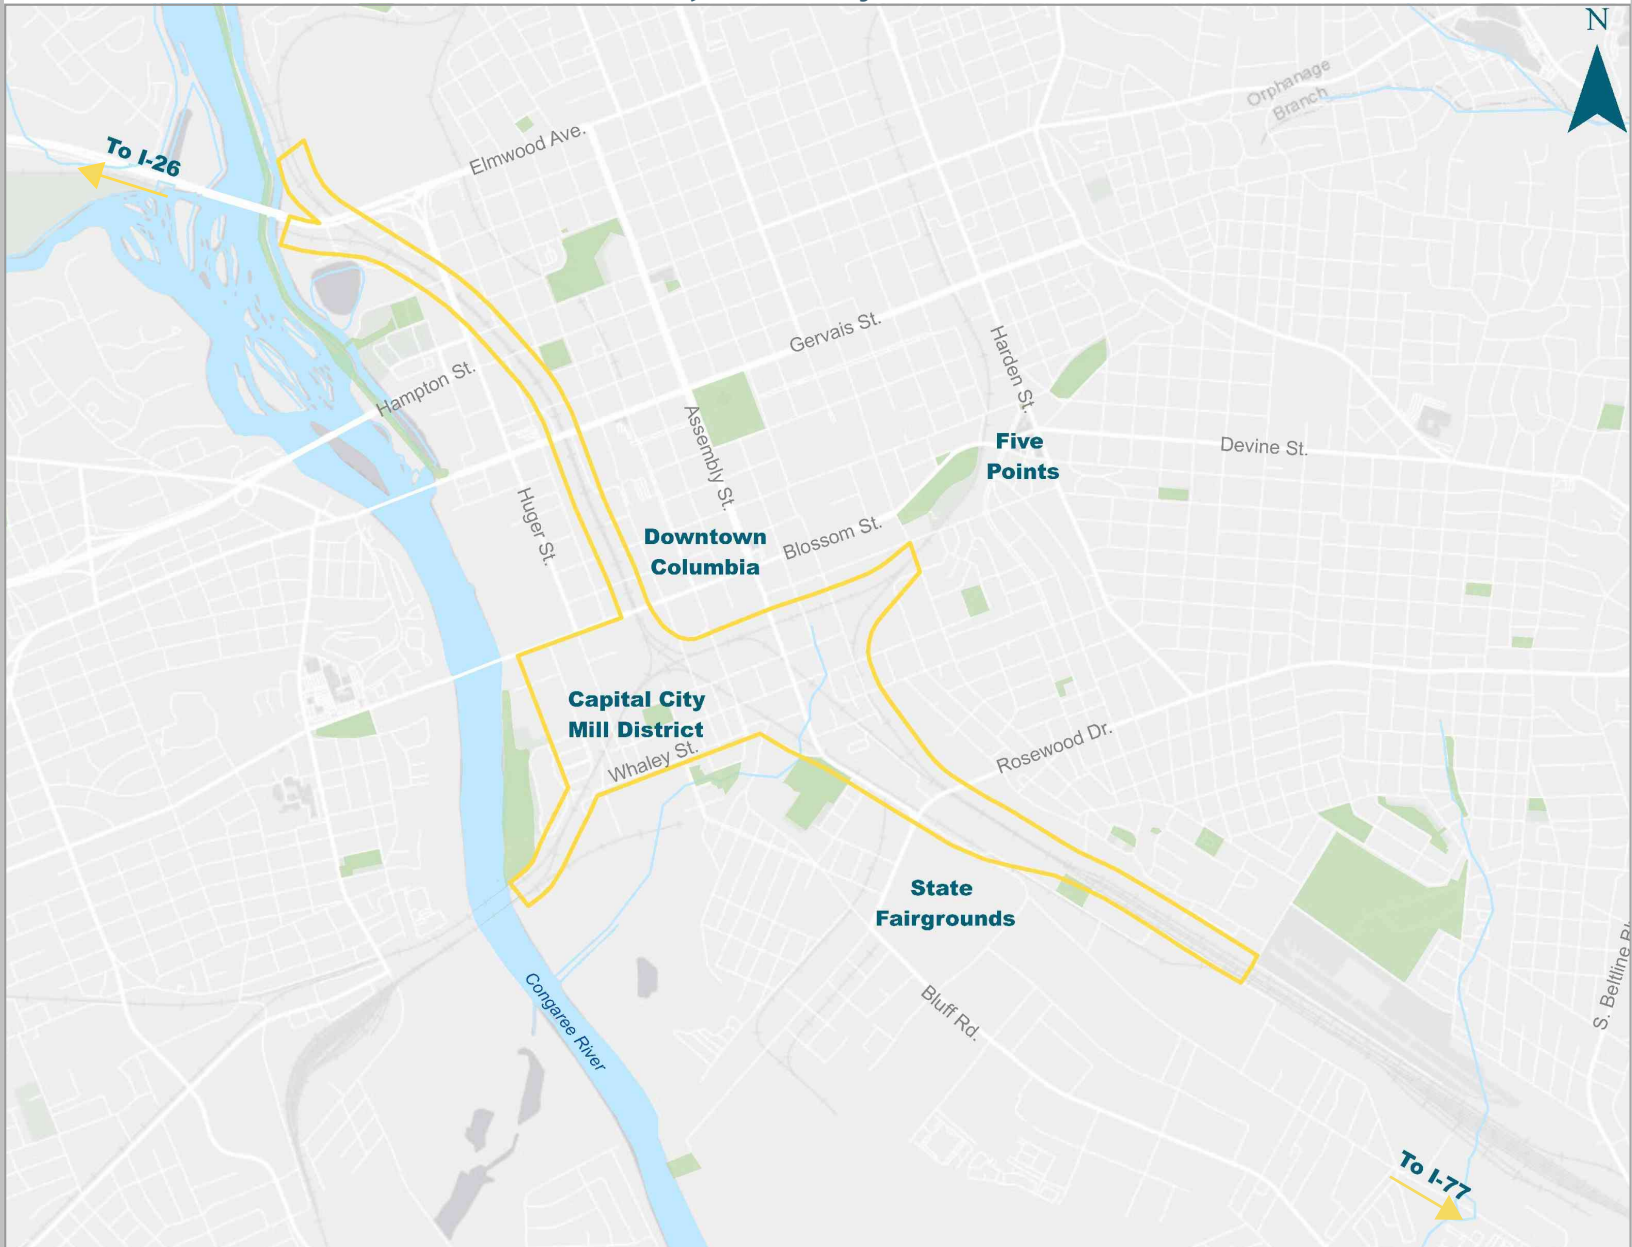 N
Orphanage
Branch
To I-26
Elmwood Ave.
Gervais St.
Harden St.
Hampton St.
Assembly St.
Five
Points
Devine St.
Huger St.
Downtown
Columbia
Blossom St.
Capital City
Mill District
Whaley St.
Rosewood Dr.
State
Fairgrounds
Congaree River
Bluff Rd.
S. Beltline
To I-77